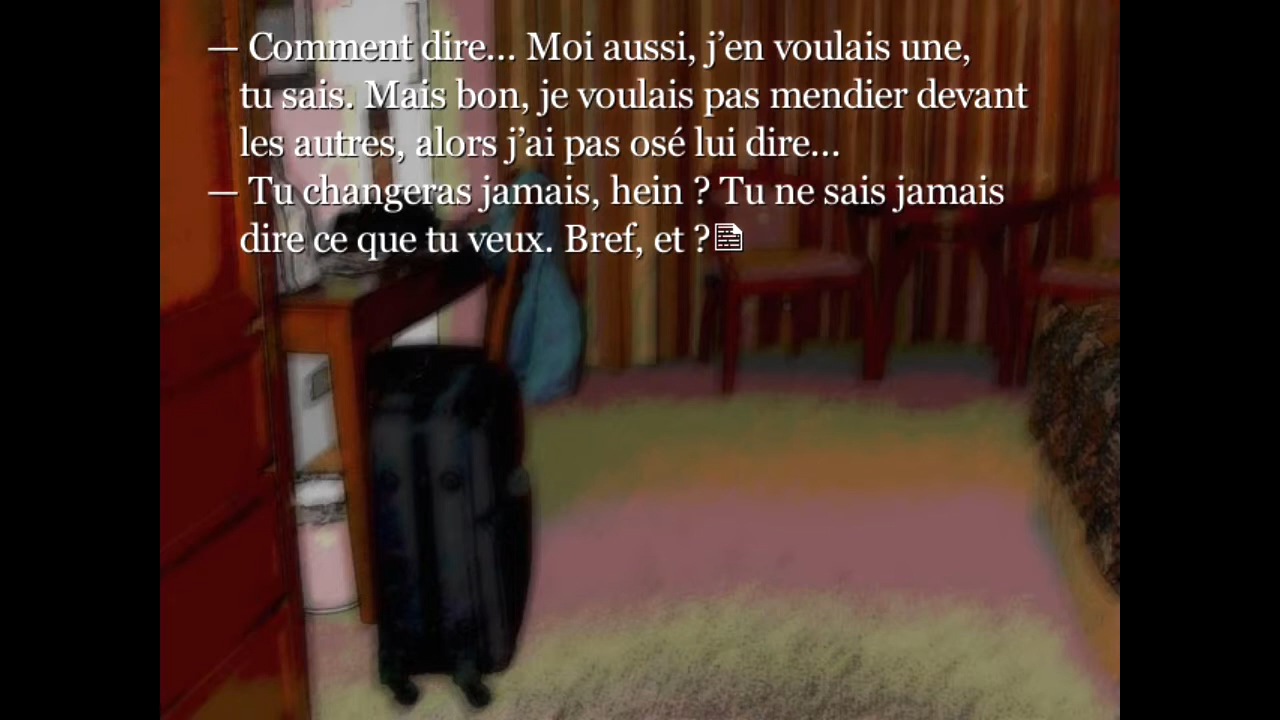 — Comment dire… Moi aussi, j’en voulais une,
tu sais. Mais bon, je voulais pas mendier devant
les autres, alors j’ai pas osé lui dire…
— Tu changeras jamais, hein ? Tu ne sais jamais
dire ce que tu veux. Bref, et ?